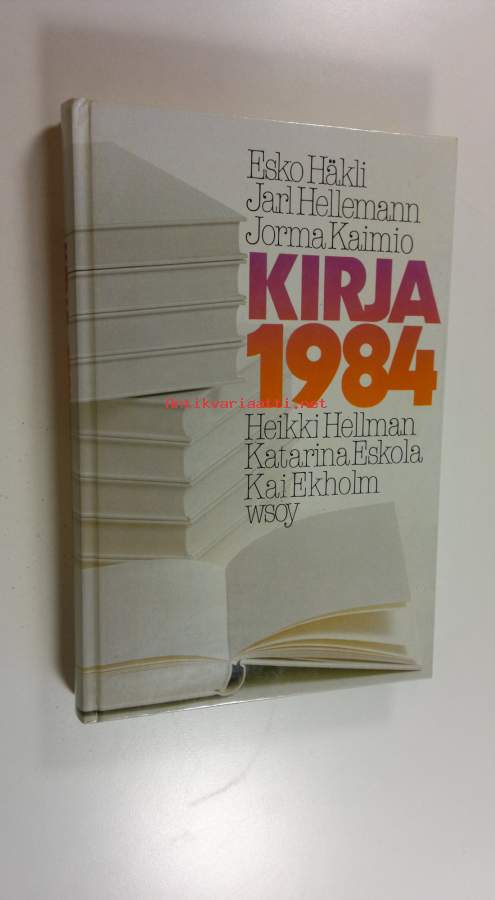 Esko Häkli
Jarl Hellemann
Jorma Kaimio
KIRJA
1984
antikvariaatti.net
Heikki Hellman
Katarina Eskola
Kai Ekholm
wsoy